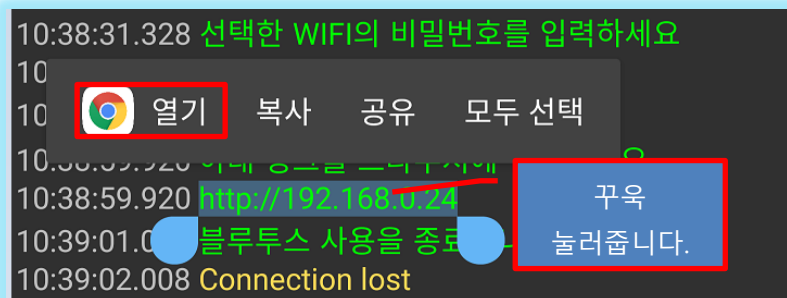 10:38:31.328 선택한 WIFI의 비밀번호를 입력하세요
10
열기 복사 공유 모두 선택
10
10:38:59.920
10:38:59.920 http://192.168.0.24
꾸욱
눌러줍니다.
10:39:01.0 블루투스 사용을 종료
10:39:02.008 Connection lost